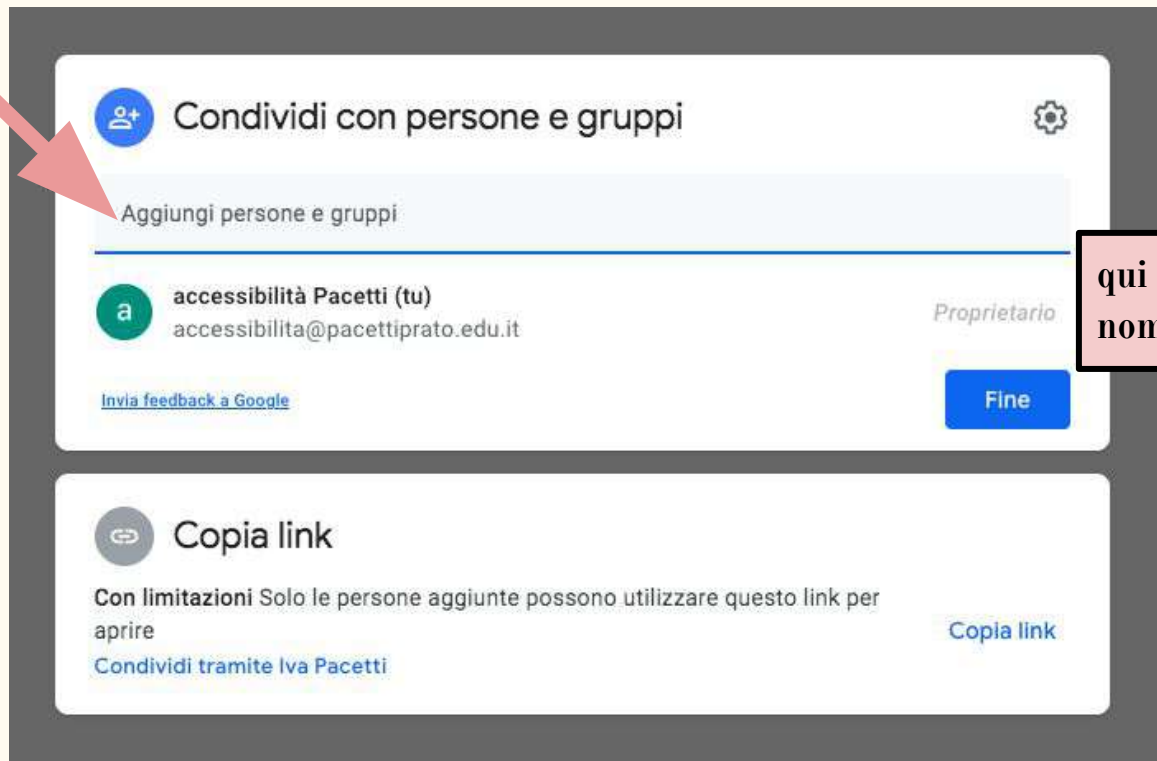 Condividi con persone e gruppi
Aggiungi persone e gruppi
accessibilità Pacetti (tu)
accessibilita@pacettiprato.edu.it
Proprietario
qui
a
Invia feedback a Google
Fine
Copia link
Con limitazioni Solo le persone aggiunte possono utilizzare questo link per
aprire
Copia link
Condividi tramite Iva Pacetti